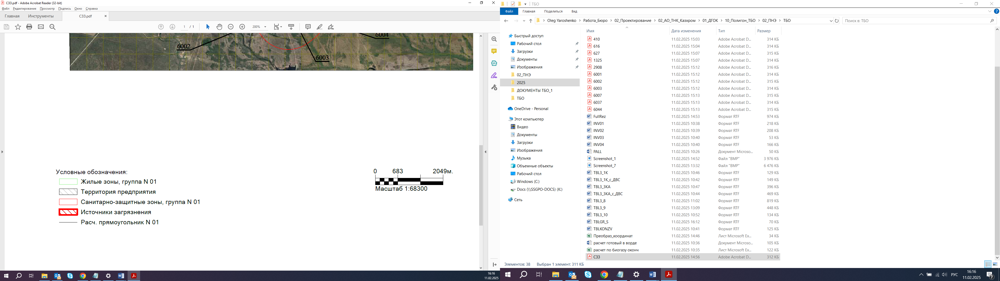 СЗЗ.pdf - Adobe Acrobat Reader (32-bit)
Файл Редактирование Просмотр Подпись Окно Справка
Главная Инструменты СЗЗ.pdf ×
1 / 1 200%
6004
6002
6003
0 683 2049м.
Масштаб 1:68300
Условные обозначения:
Жилые зоны, группа N 01
Территория предприятия
Санитарно-защитные зоны, группа N 01
Источники загрязнения
Расч. прямоугольник N 01
16:16
11.02.2025
ТБО
Файл Главная Поделиться Вид
Oleg Yaroshenko > Работа_Бюро > 02_Проектирование > 02_АО_ТНК_Казхром > 01_ДГОК > 10_Полигон_ТБО > 02_ПНЭ > ТБО
Поиск в: ТБО
Быстрый доступ
Рабочий стол
Загрузки
Документы
Изображения
02_ПНЭ
2025
ДОКУМЕНТЫ ТБО_1
ТБО
OneDrive - Personal
Этот компьютер
Видео
Документы
Загрузки
Изображения
Музыка
Объемные объекты
Рабочий стол
Windows (C:)
Docs (\\SSGPO-DOCS) (K:)
Сеть
Имя Дата изменения Тип Размер
410 11.02.2025 15:03 Adobe Acrobat D... 314 КБ
616 11.02.2025 15:04 Adobe Acrobat D... 314 КБ
627 11.02.2025 15:07 Adobe Acrobat D... 315 КБ
1325 11.02.2025 15:07 Adobe Acrobat D... 314 КБ
2908 11.02.2025 15:12 Adobe Acrobat D... 316 КБ
6001 11.02.2025 15:12 Adobe Acrobat D... 314 КБ
6002 11.02.2025 15:12 Adobe Acrobat D... 315 КБ
6003 11.02.2025 15:12 Adobe Acrobat D... 314 КБ
6007 11.02.2025 15:13 Adobe Acrobat D... 315 КБ
6037 11.02.2025 15:13 Adobe Acrobat D... 314 КБ
6044 11.02.2025 15:13 Adobe Acrobat D... 315 КБ
FullRez 11.02.2025 14:53 Формат RTF 974 КБ
INV01 11.02.2025 10:38 Формат RTF 218 КБ
INV02 11.02.2025 10:39 Формат RTF 208 КБ
INV03 11.02.2025 10:40 Формат RTF 53 КБ
INV04 11.02.2025 10:40 Формат RTF 166 КБ
PALL 11.02.2025 10:26 Документ Microso... 50 КБ
Screenshot_1 11.02.2025 14:52 Файл "BMP" 3 976 КБ
Screenshot_7 11.02.2025 13:32 Файл "BMP" 6 476 КБ
TBL3_1К 11.02.2025 10:46 Формат RTF 129 КБ
TBL3_1К_с_ДВС 11.02.2025 10:42 Формат RTF 149 КБ
TBL3_3КА 11.02.2025 10:47 Формат RTF 396 КБ
TBL3_3КА_с_ДВС 11.02.2025 10:44 Формат RTF 469 КБ
TBL3_8 11.02.2025 11:02 Формат RTF 819 КБ
TBL3_9 11.02.2025 13:09 Формат RTF 448 КБ
TBL3_10 11.02.2025 10:52 Формат RTF 134 КБ
TBLGR_S 11.02.2025 16:12 Формат RTF 70 КБ
TBLKONZV 11.02.2025 10:41 Формат RTF 125 КБ
Преобраз_координат 11.02.2025 14:46 Лист Microsoft Ex... 34 КБ
расчет готовый в ворде 11.02.2025 10:36 Документ Microso... 105 КБ
расчет по биогазу оконч 11.02.2025 10:35 Лист Microsoft Ex... 122 КБ
СЗЗ 11.02.2025 14:56 Adobe Acrobat D... 312 КБ
Элементов: 38 Выбран 1 элемент: 311 КБ
РУС
16:16
11.02.2025
7